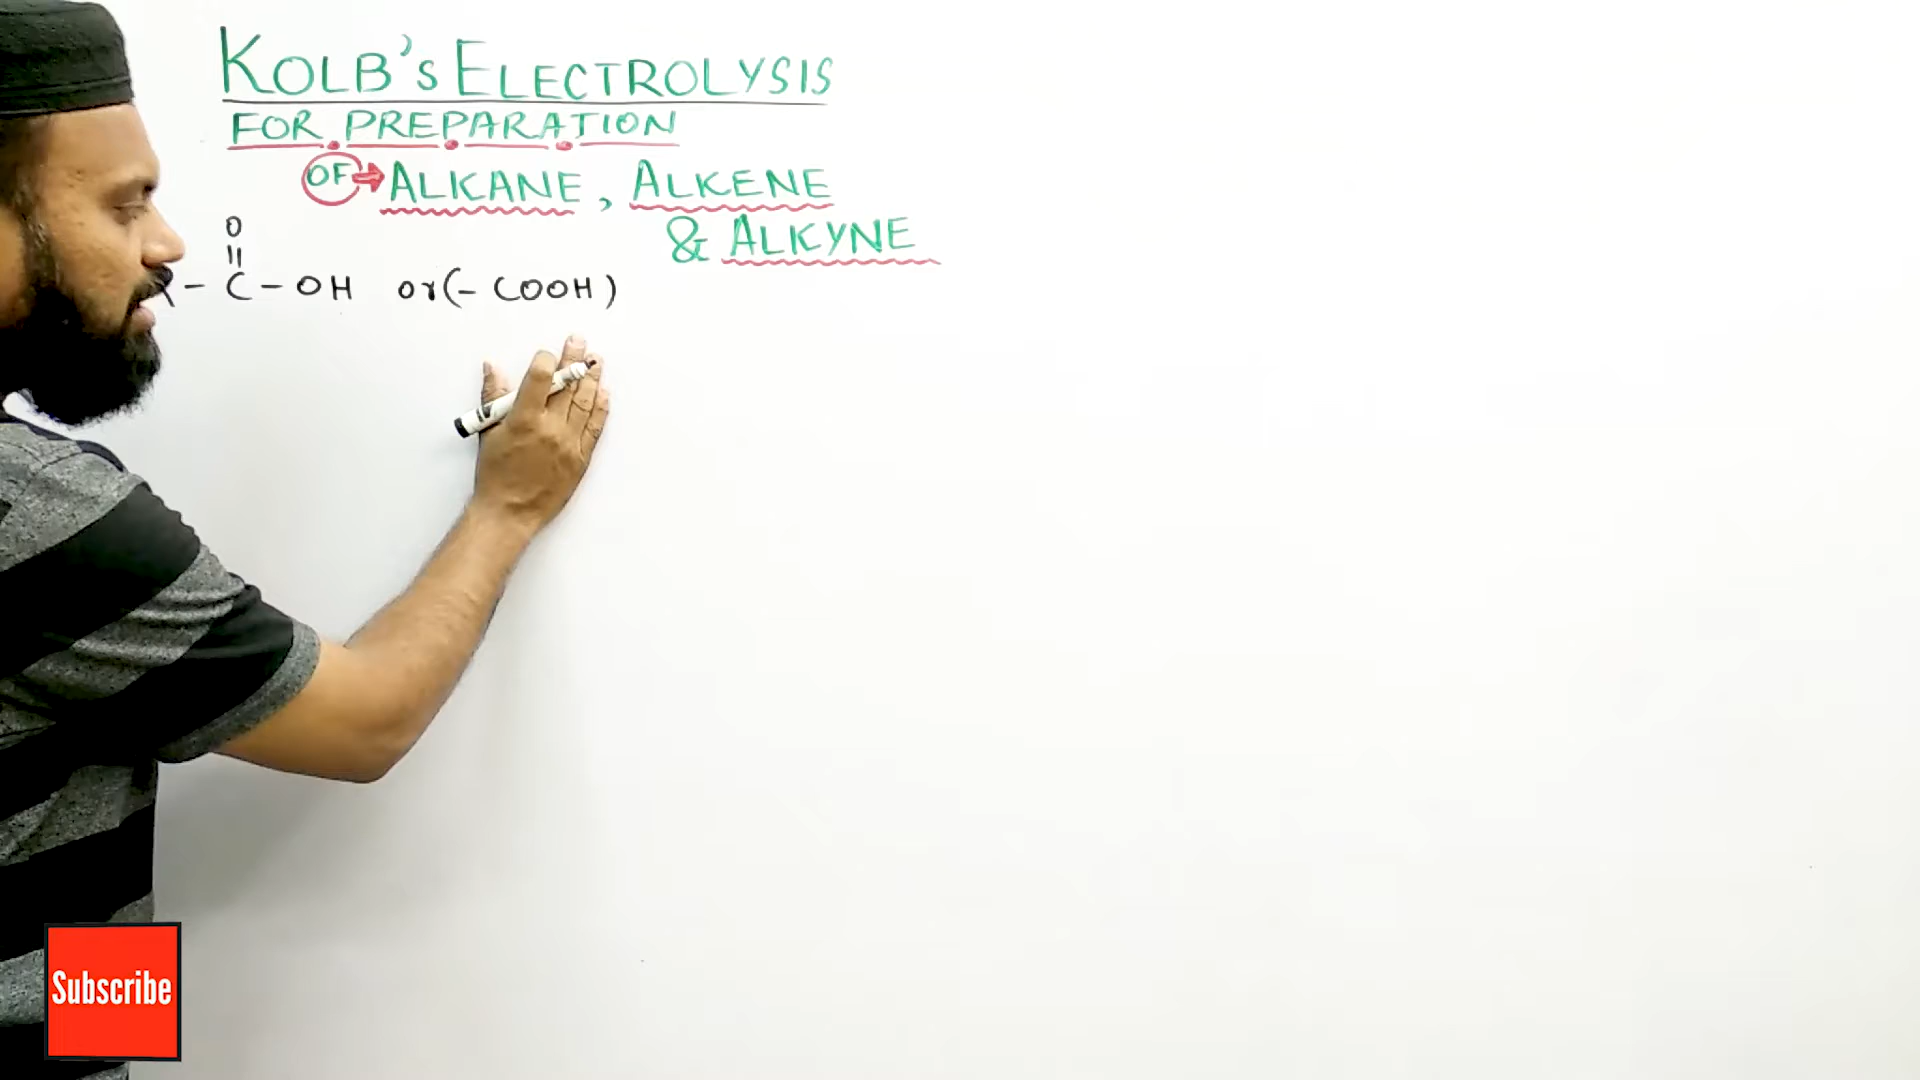 KOLB'S ELECTROLYSIS
FOR PREPARATION
OF → ALKANE, ALKENE
& ALKYNE
O
||
- C - OH or (- COOH)
Subscribe